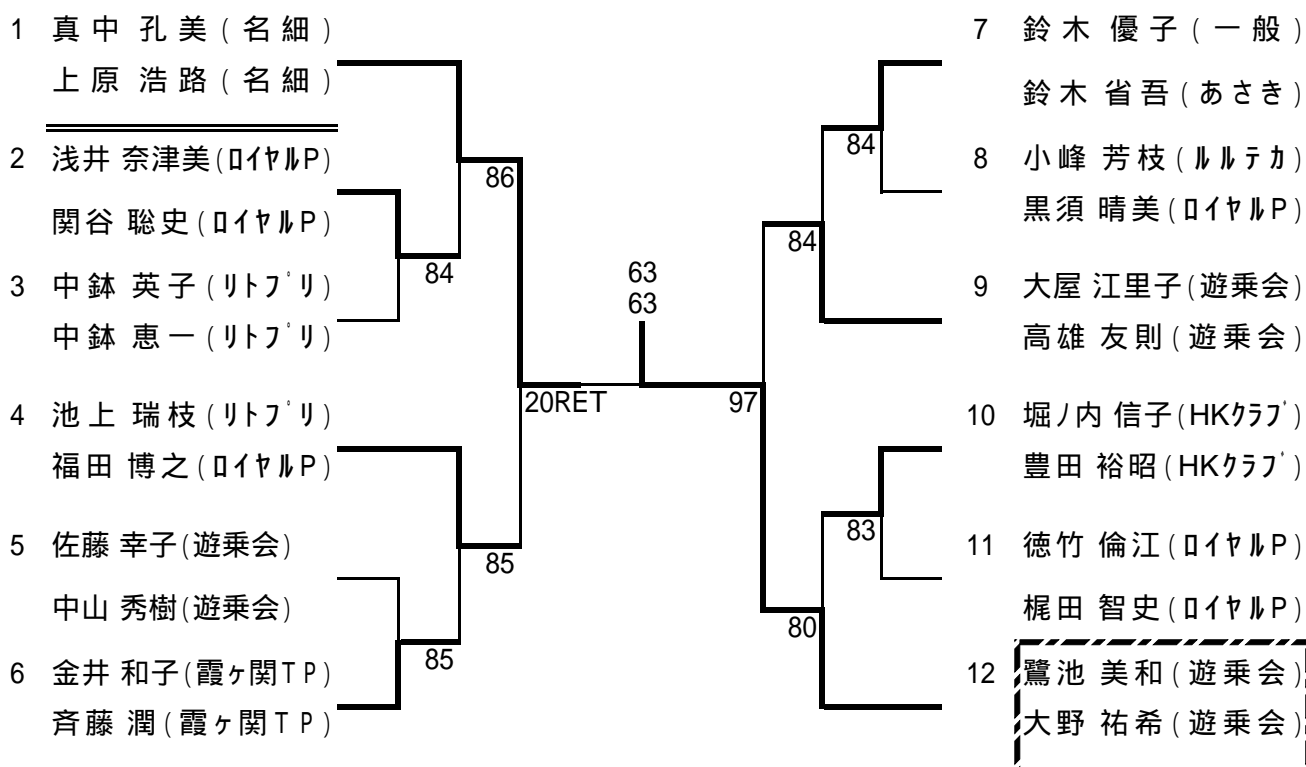 1 真中 孔美(名細)
上原 浩路(名細)
2 浅井 奈津美(ﾛｲﾔﾙP)
関谷 聡史(ﾛｲﾔﾙP)
3 中鉢 英子(ﾘﾄﾌﾟﾘ)
中鉢 恵一(ﾘﾄﾌﾟﾘ)
4 池上 瑞枝(ﾘﾄﾌﾟﾘ)
福田 博之(ﾛｲﾔﾙP)
5 佐藤 幸子(遊乗会)
中山 秀樹(遊乗会)
6 金井 和子(霞ヶ関TP)
斉藤 潤(霞ヶ関TP)
86
84
85
85
20RET
63
63
97
84
84
83
80
7 鈴木 優子(一般)
鈴木 省吾(あさき)
8 小峰 芳枝(ﾙﾙﾃｶ)
黒須 晴美(ﾛｲﾔﾙP)
9 大屋 江里子(遊乗会)
高雄 友則(遊乗会)
10 堀ノ内 信子(HKｸﾗﾌﾞ)
豊田 裕昭(HKｸﾗﾌﾞ)
11 徳竹 倫江(ﾛｲﾔﾙP)
梶田 智史(ﾛｲﾔﾙP)
12 鷺池 美和(遊乗会)
大野 祐希(遊乗会)